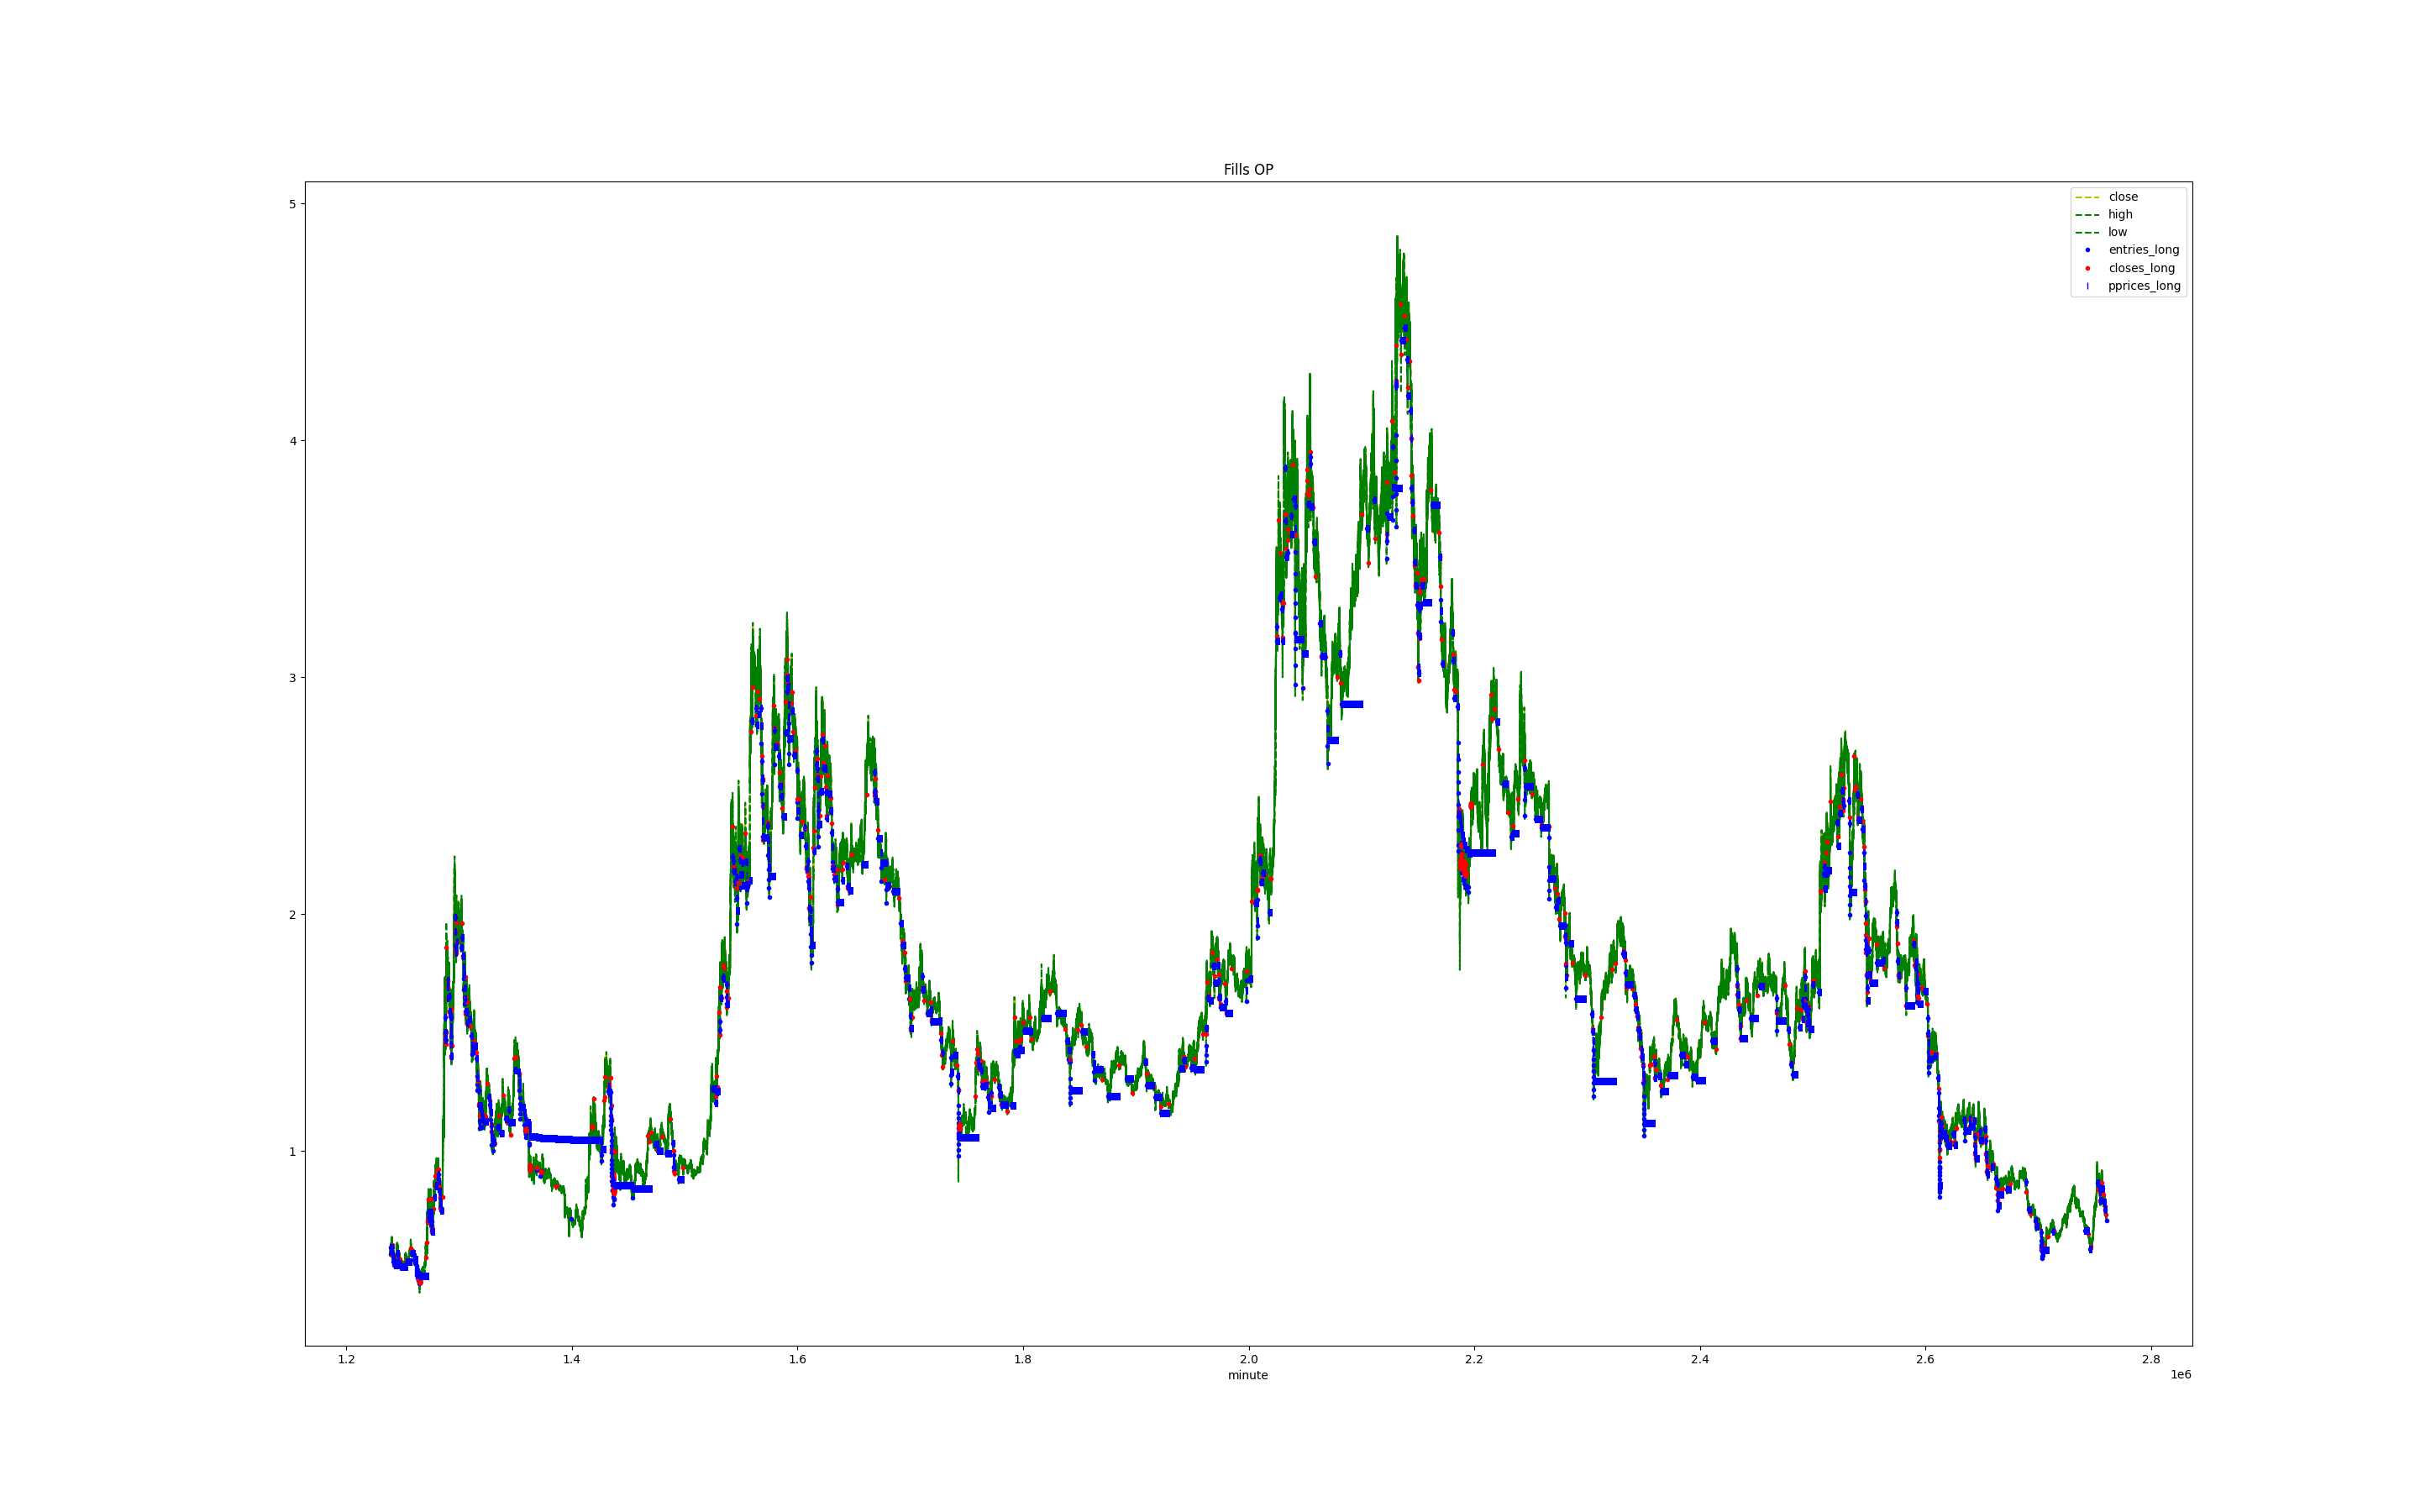 Fills OP
close
high
low
entries_long
closes_long
pprices_long
5
4
3
2
1
1.2 1.4 1.6 1.8 2.0 2.2 2.4 2.6 2.8
minute
1e6